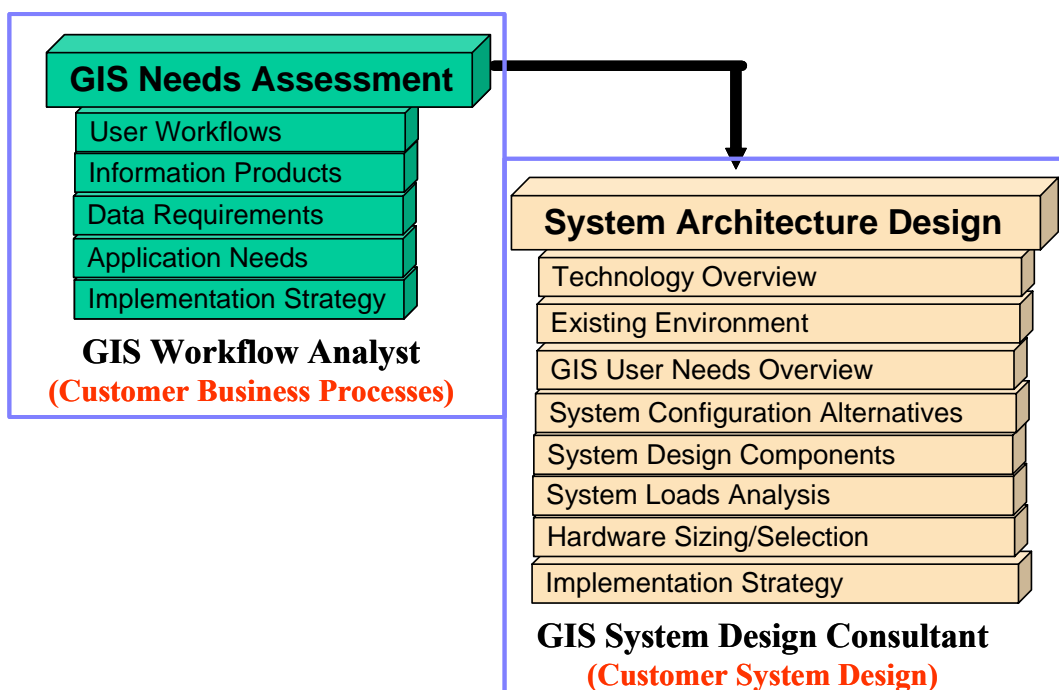 GIS Needs Assessment
User Workflows
Information Products
Data Requirements
Application Needs
Implementation Strategy
GIS Workflow Analyst
(Customer Business Processes)
System Architecture Design
Technology Overview
Existing Environment
GIS User Needs Overview
System Configuration Alternatives
System Design Components
System Loads Analysis
Hardware Sizing/Selection
Implementation Strategy
GIS System Design Consultant
(Customer System Design)